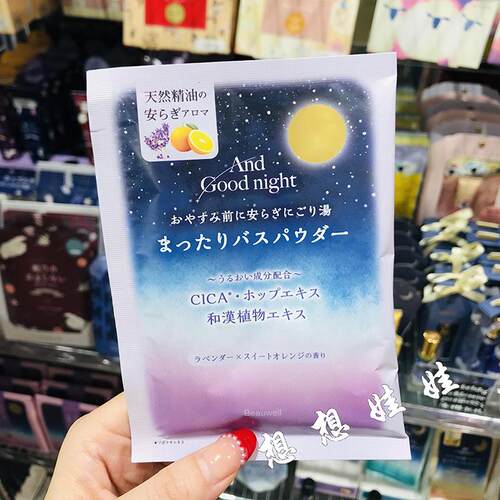 天然精油の
安らぎアロマ
And
Good night
おやすみ前に安らぎにごり湯
まったりバスパウダー
～うるおい成分配合～
CICA*・ホップエキス
和漢植物エキス
ラベンダー×スイートオレンジの香り
Beauwell
想想娃娃